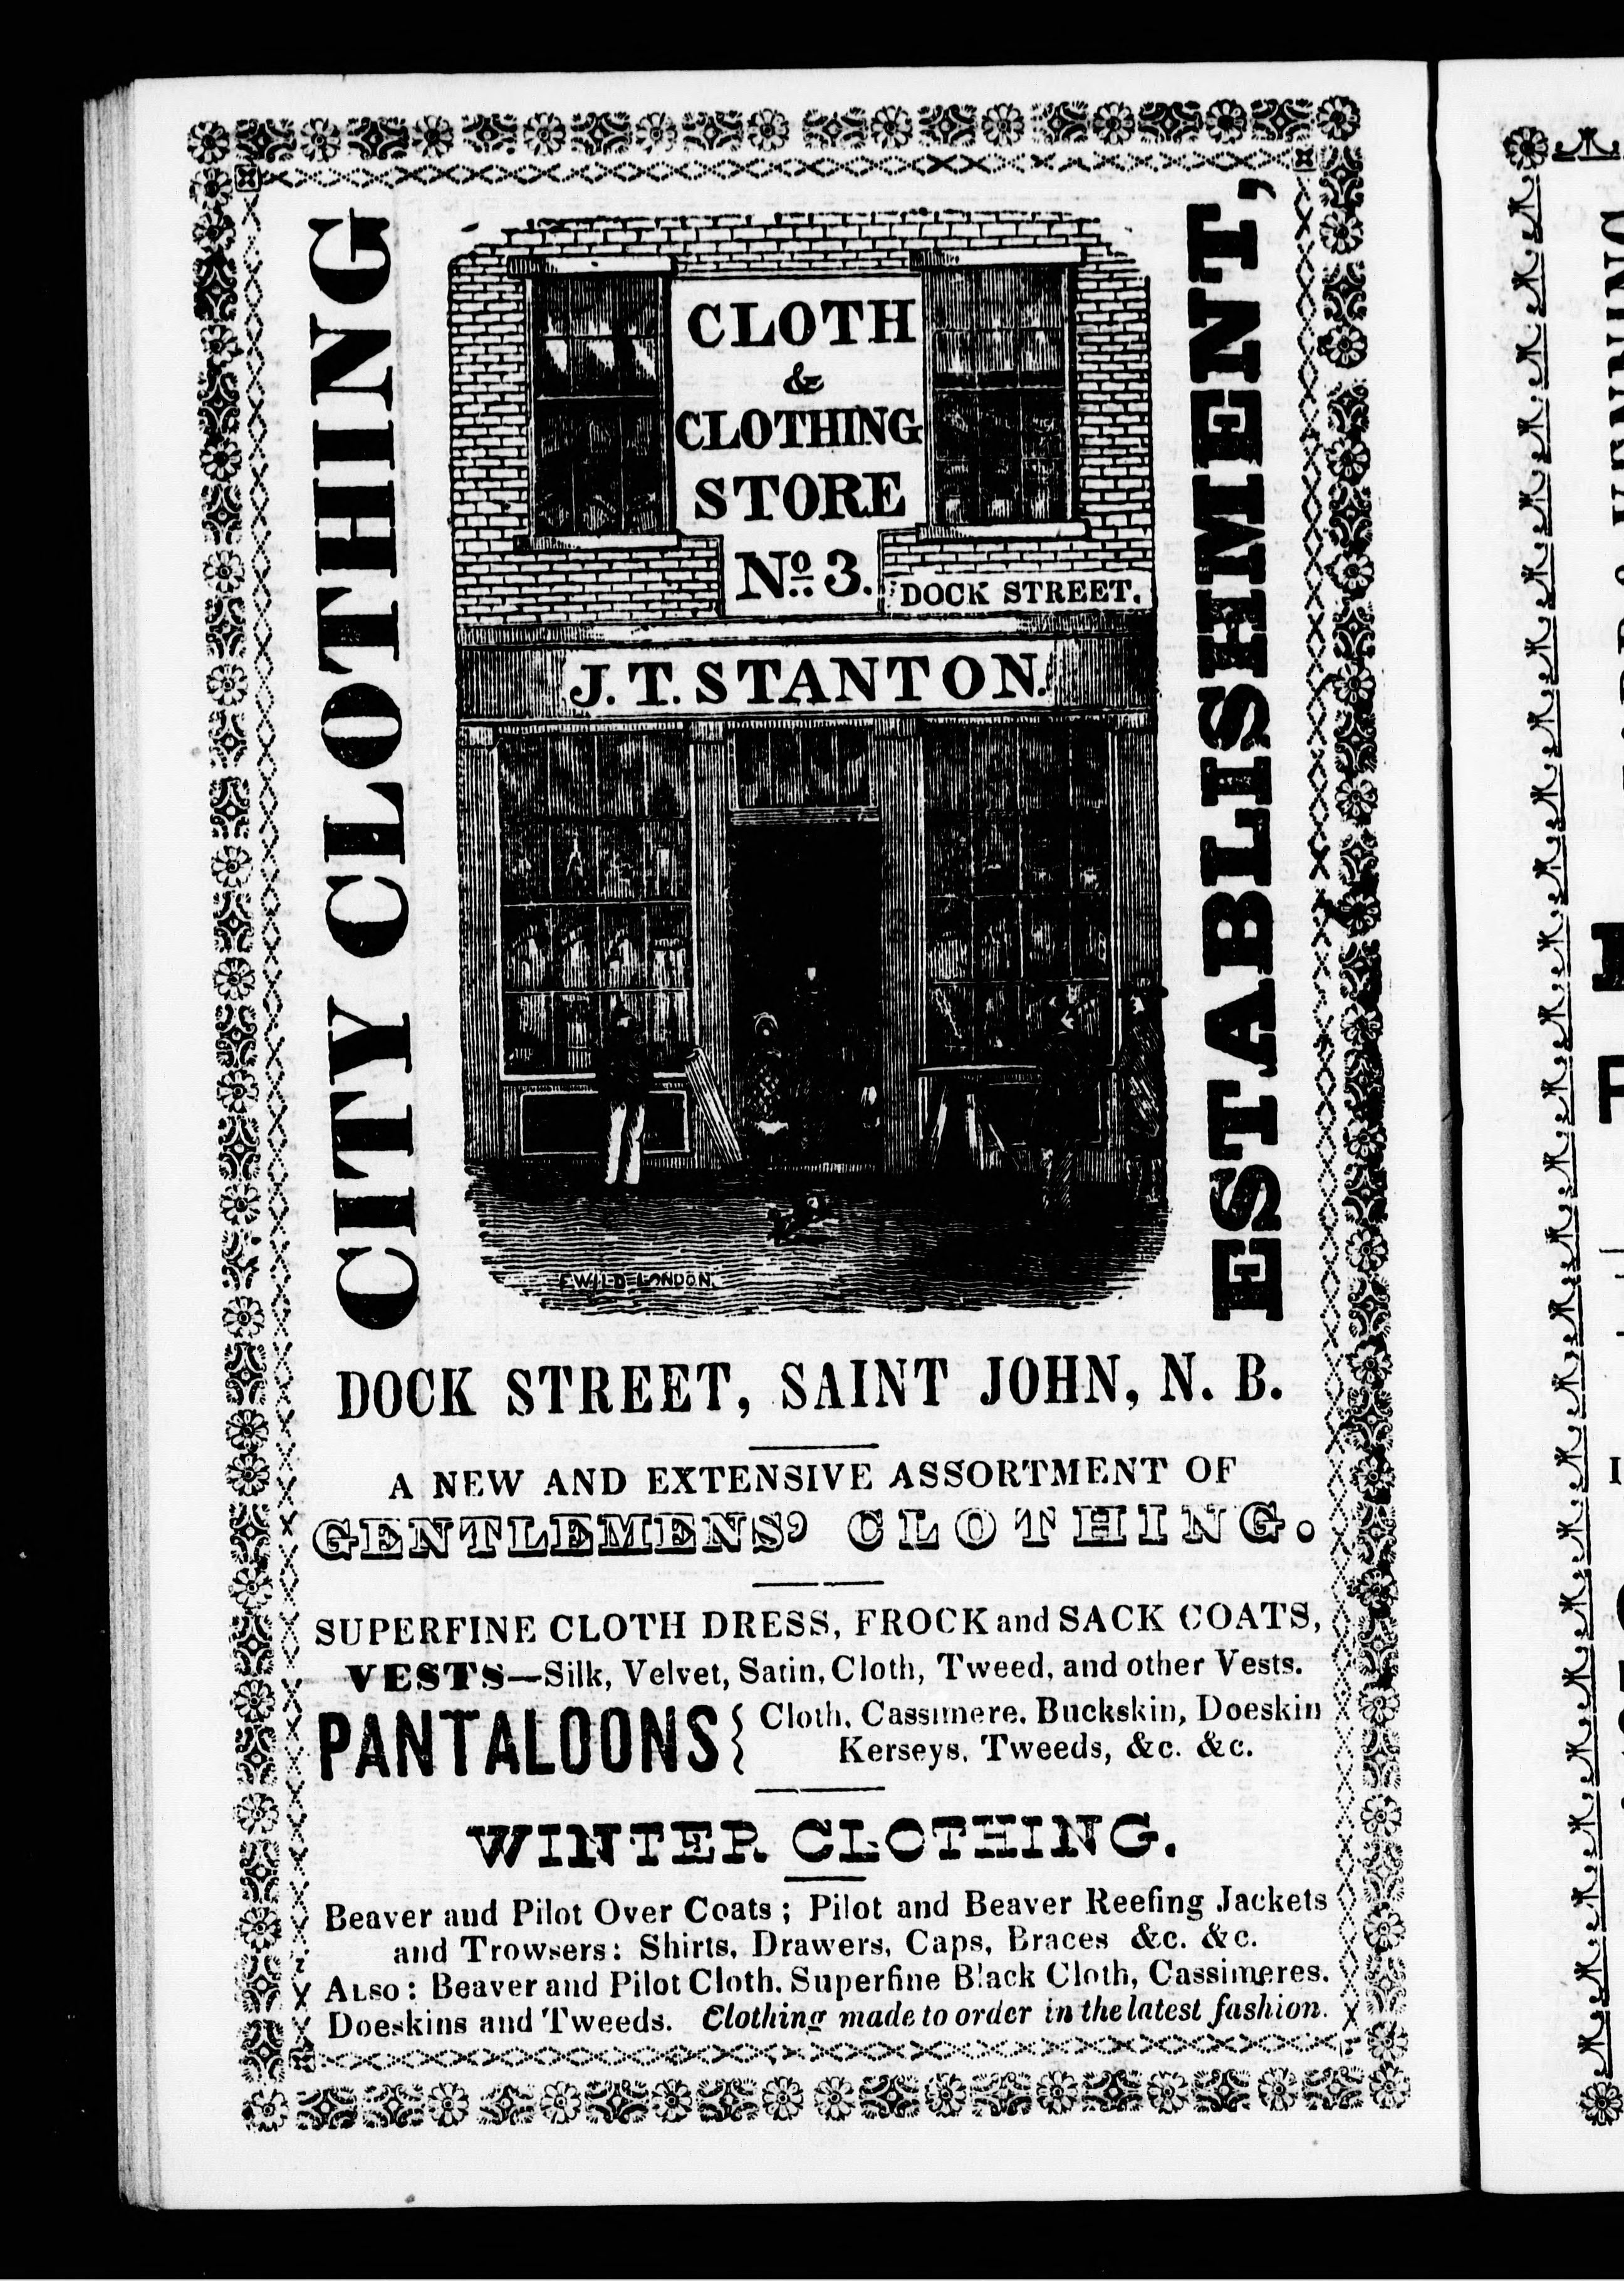 CITY CLOTHING
CLOTH
&
CLOTHING
STORE
No. 3.
DOCK STREET.
J. T. STANTON.
ESTABLISHMENT,
F WILD LONDON.
DOCK STREET, SAINT JOHN, N. B.
A NEW AND EXTENSIVE ASSORTMENT OF
GENTLEMENS' CLOTHING.
SUPERFINE CLOTH DRESS, FROCK and SACK COATS,
VESTS—Silk, Velvet, Satin, Cloth, Tweed, and other Vests.
PANTALOONS { Cloth, Cassimere. Buckskin, Doeskin
Kerseys, Tweeds, &c. &c.
WINTER CLOTHING.
Beaver and Pilot Over Coats ; Pilot and Beaver Reefing Jackets
and Trowsers: Shirts, Drawers, Caps, Braces &c. &c.
ALSO: Beaver and Pilot Cloth. Superfine Black Cloth, Cassimeres.
Doeskins and Tweeds. Clothing made to order in the latest fashion.